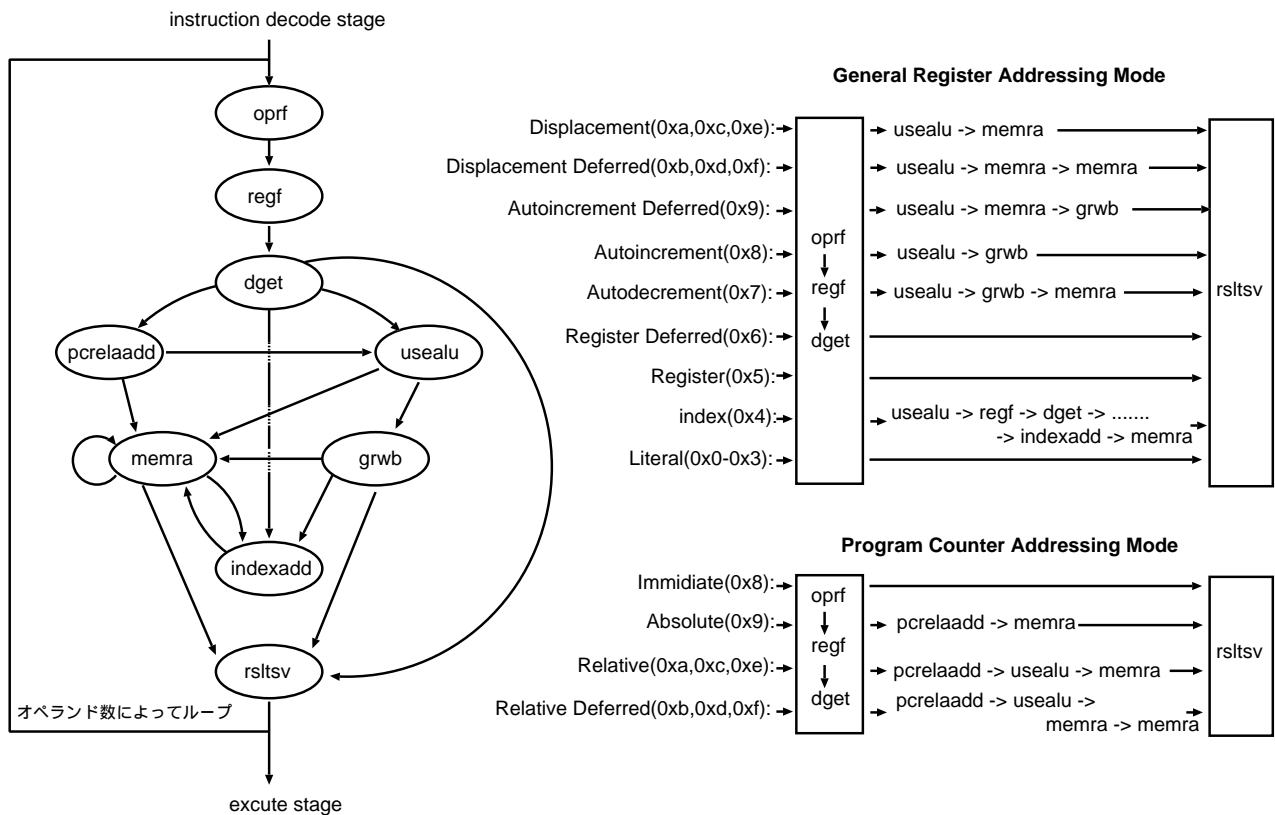 instruction decode stage
oprf
regf
dget
pcrelaadd
usealu
memra
grwb
indexadd
rsltsv
オペランド数によってループ
excute stage
General Register Addressing Mode
Displacement(0xa,0xc,0xe):
usealu -> memra
Displacement Deferred(0xb,0xd,0xf):
usealu -> memra -> memra
Autoincrement Deferred(0x9):
usealu -> memra -> grwb
Autoincrement(0x8):
usealu -> grwb
Autodecrement(0x7):
usealu -> grwb -> memra
Register Deferred(0x6):
Register(0x5):
index(0x4):
usealu -> regf -> dget -> .......
-> indexadd -> memra
Literal(0x0-0x3):
oprf
regf
dget
rsltsv
Program Counter Addressing Mode
Immidiate(0x8):
Absolute(0x9):
pcrelaadd -> memra
Relative(0xa,0xc,0xe):
pcrelaadd -> usealu -> memra
Relative Deferred(0xb,0xd,0xf):
pcrelaadd -> usealu ->
memra -> memra
oprf
regf
dget
rsltsv